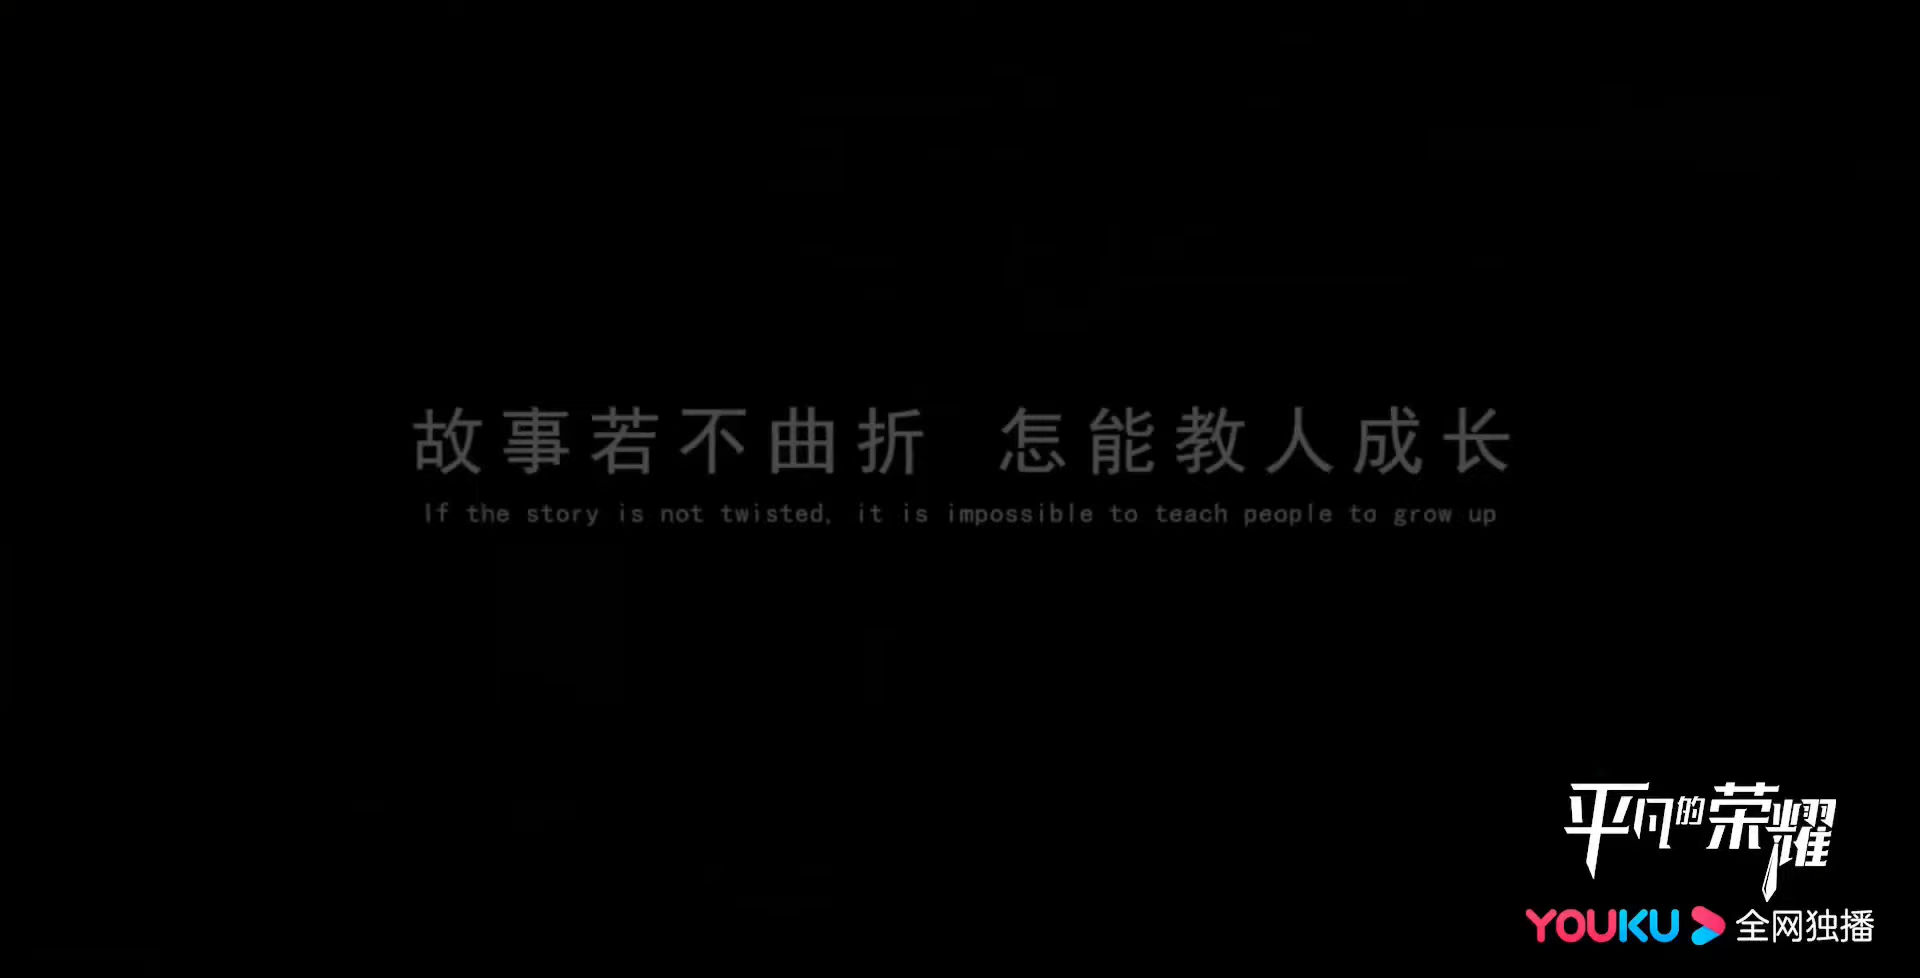 故事若不曲折 怎能教人成长
If the story is not twisted, it is impossible to teach people to grow up
平凡的荣耀
YOUKU 全网独播